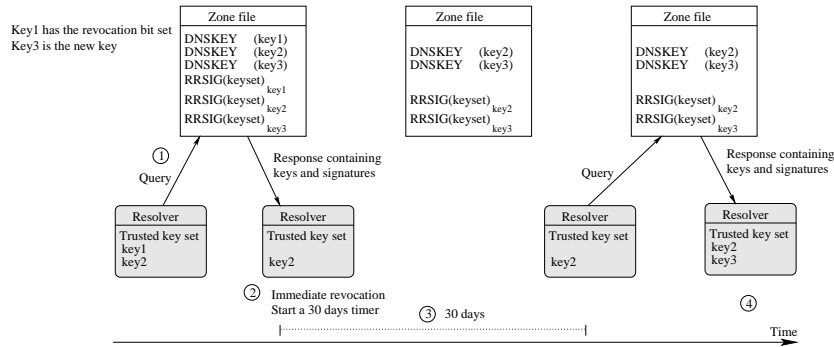 Key1 has the revocation bit set
Key3 is the new key
Zone file
DNSKEY (key1)
DNSKEY (key2)
DNSKEY (key3)
RRSIG(keyset) key1
RRSIG(keyset) key2
RRSIG(keyset) key3
Zone file
DNSKEY (key2)
DNSKEY (key3)
RRSIG(keyset) key2
RRSIG(keyset) key3
Zone file
DNSKEY (key2)
DNSKEY (key3)
RRSIG(keyset) key2
RRSIG(keyset) key3
1
Query
Response containing
keys and signatures
Query
Response containing
keys and signatures
Resolver
Trusted key set
key1
key2
Resolver
Trusted key set
key2
Resolver
Trusted key set
key2
Resolver
Trusted key set
key2
key3
2 Immediate revocation
Start a 30 days timer
3 30 days
4
Time